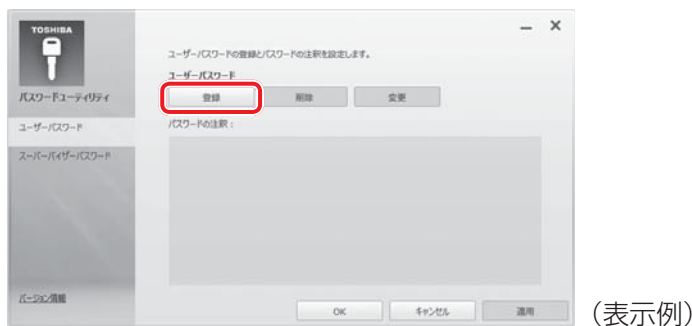 TOSHIBA
パスワードユーティリティ
ユーザーパスワード
スーパーバイザーパスワード
バージョン情報
ユーザーパスワードの登録とパスワードの注釈を設定します。
ユーザーパスワード
登録 削除 変更
パスワードの注釈：
OK キャンセル 適用
（表示例）